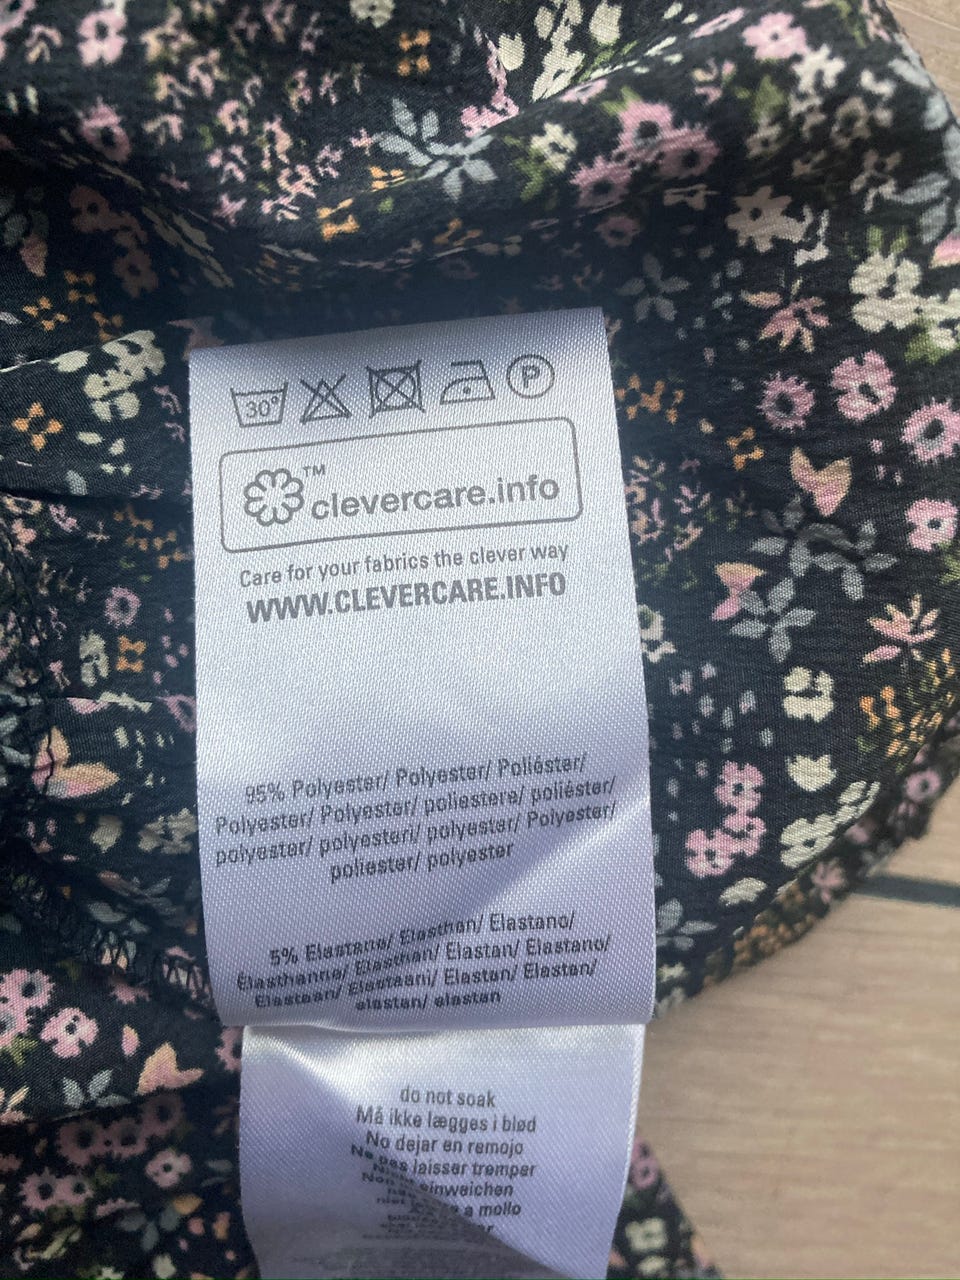 30°
P
TM
clevercare.info
Care for your fabrics the clever way
WWW.CLEVERCARE.INFO
95% Polyester/ Polyester/ Poliéster/
Polyester/ Polyester/ poliestere/ poliéster/
polyester/ polyesteri/ polyester/ Polyester/
poliester/ polyester
5% Elastane/ Elasthan/ Elastano/
Élasthanne/ Elasthan/ Elastan/ Elastano/
Elastaan/ Elastaani/ Elastan/ Elastan/
elastan/ elastan
do not soak
Må ikke lægges i blød
No dejar en remojo
Ne pas laisser tremper
einweichen
a mollo